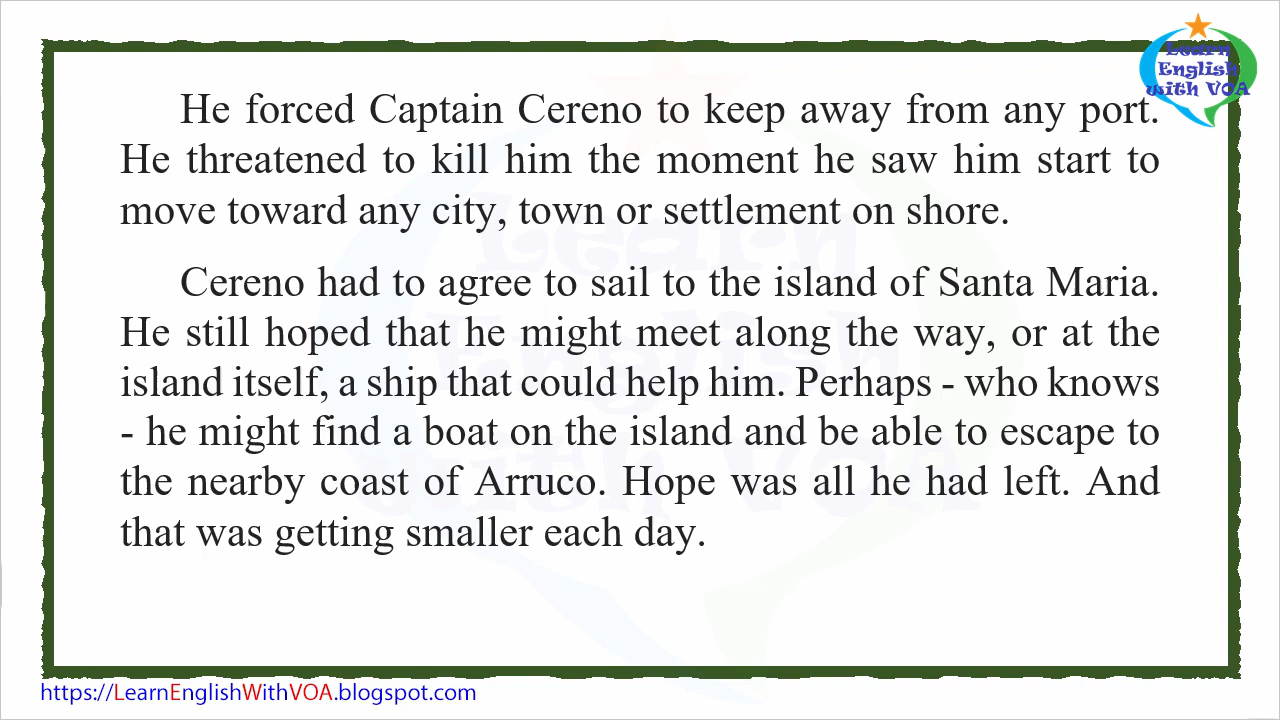 Learn
English
with VOA
He forced Captain Cereno to keep away from any port.
He threatened to kill him the moment he saw him start to
move toward any city, town or settlement on shore.
Cereno had to agree to sail to the island of Santa Maria.
He still hoped that he might meet along the way, or at the
island itself, a ship that could help him. Perhaps - who knows
- he might find a boat on the island and be able to escape to
the nearby coast of Arruco. Hope was all he had left. And
that was getting smaller each day.
Learn
English
with VOA
https://LearnEnglishWithVOA.blogspot.com